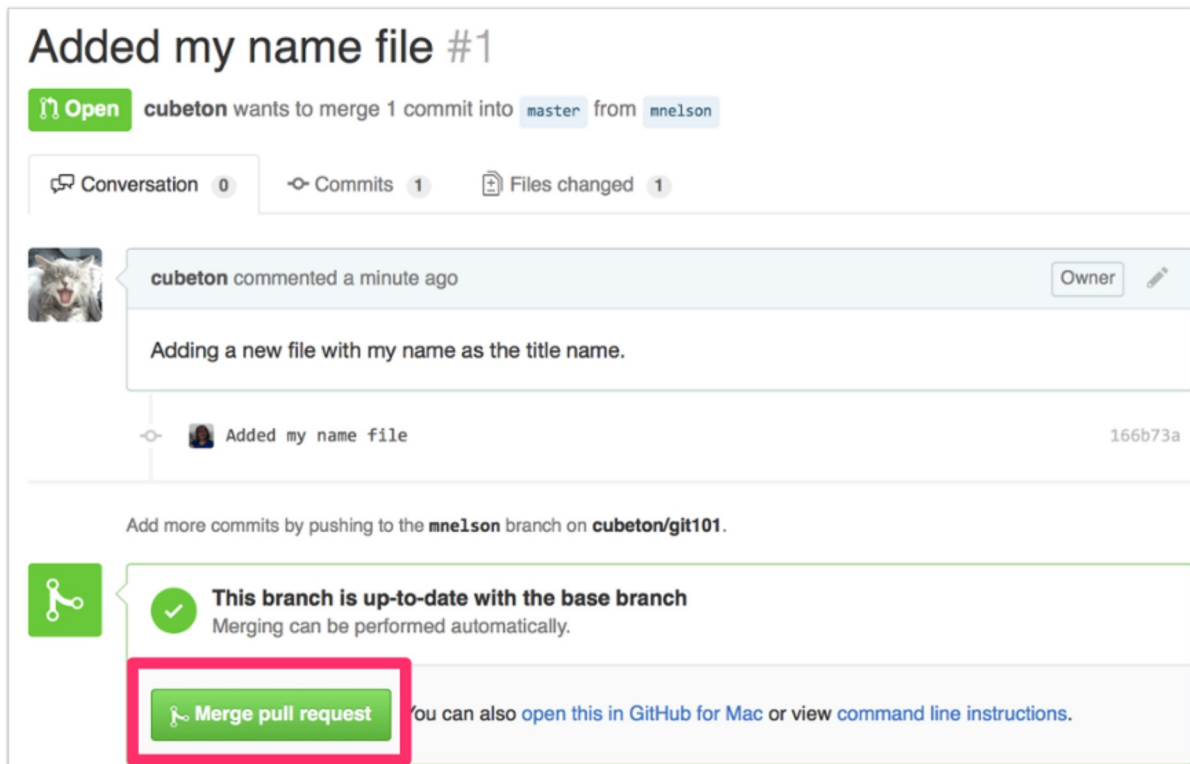 Added my name file #1
Open cubeton wants to merge 1 commit into master from mnelson
Conversation 0 Commits 1 Files changed 1
cubeton commented a minute ago Owner
Adding a new file with my name as the title name.
Added my name file 166b73a
Add more commits by pushing to the mnelson branch on cubeton/git101.
This branch is up-to-date with the base branch
Merging can be performed automatically.
Merge pull request You can also open this in GitHub for Mac or view command line instructions.